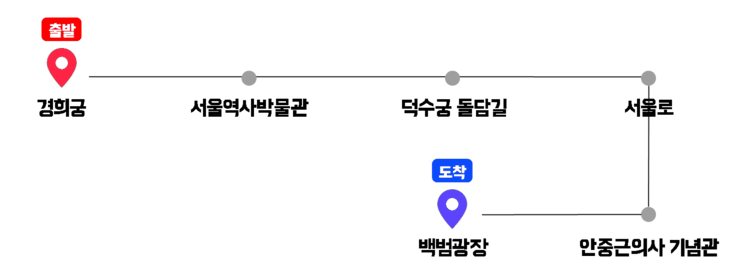 출발
경희궁
서울역사박물관
덕수궁 돌담길
서울로
도착
백범광장
안중근의사 기념관